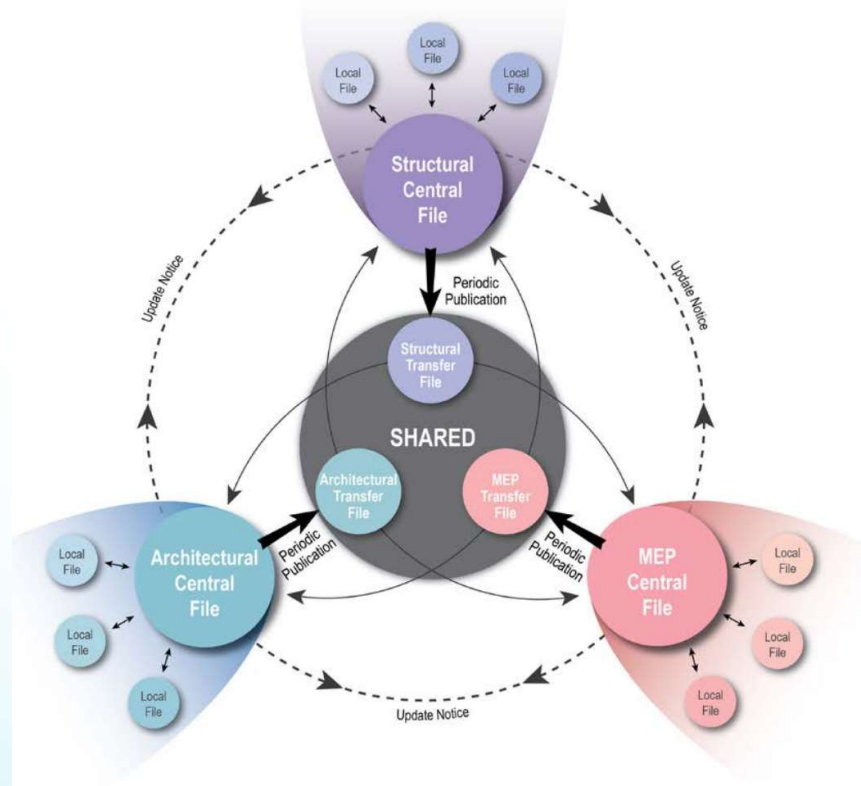 Local
File
Local
File
Local
File
Structural
Central
File
Update Notice
Update Notice
Periodic
Publication
Structural
Transfer
File
SHARED
Architectural
Transfer
File
MEP
Transfer
File
Periodic
Publication
Periodic
Publication
Local
File
Architectural
Central
File
MEP
Central
File
Local
File
Local
File
Local
File
Local
File
Local
File
Update Notice